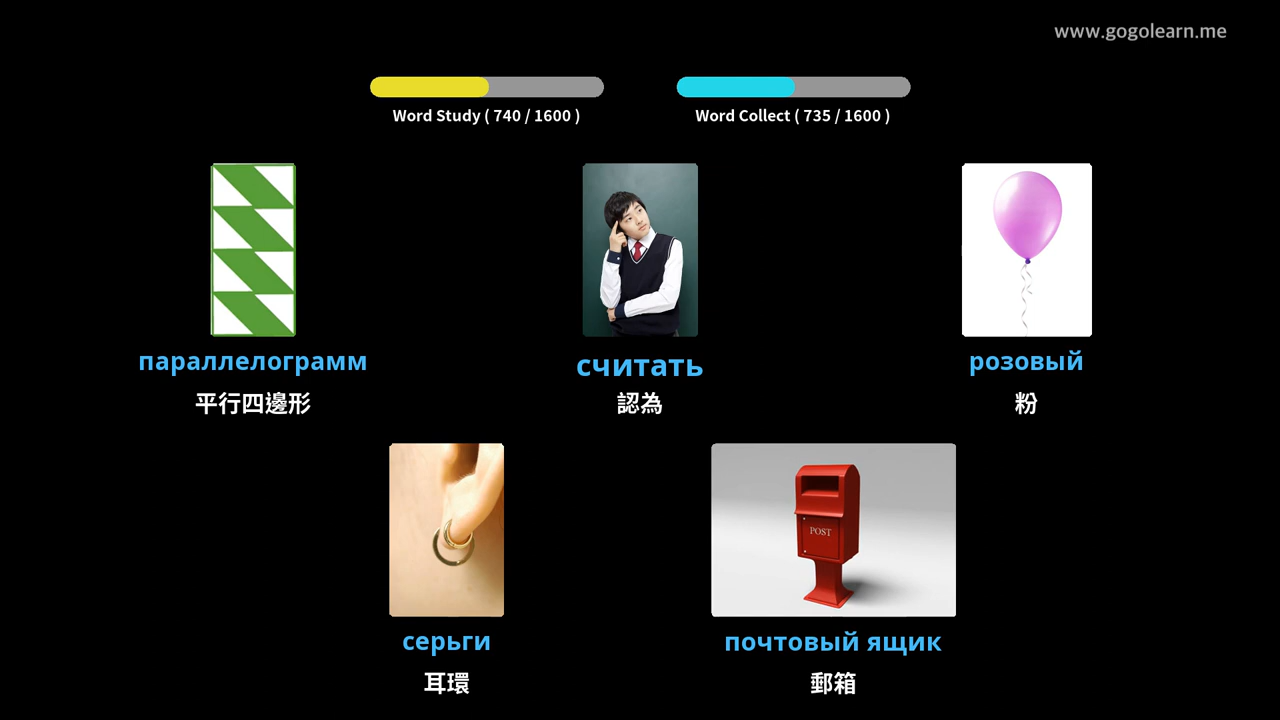 www.gogolearn.me
Word Study ( 740 / 1600 )
Word Collect ( 735 / 1600 )
параллелограмм
平行四邊形
считать
認為
розовый
粉
POST
серьги
耳環
почтовый ящик
郵箱